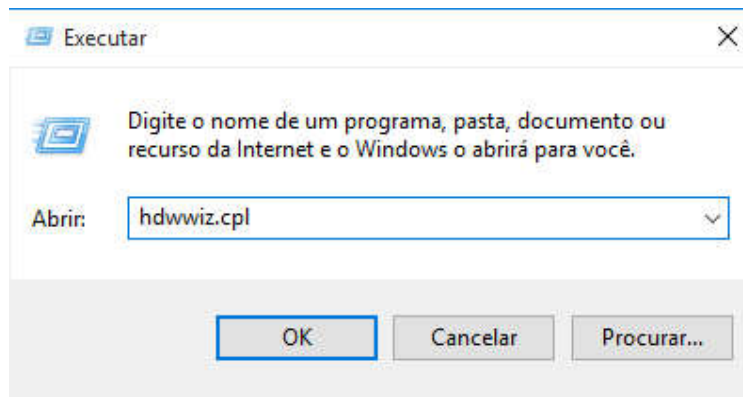 Executar
Digite o nome de um programa, pasta, documento ou
recurso da Internet e o Windows o abrirá para você.
Abrir: hdwwiz.cpl
OK Cancelar Procurar...